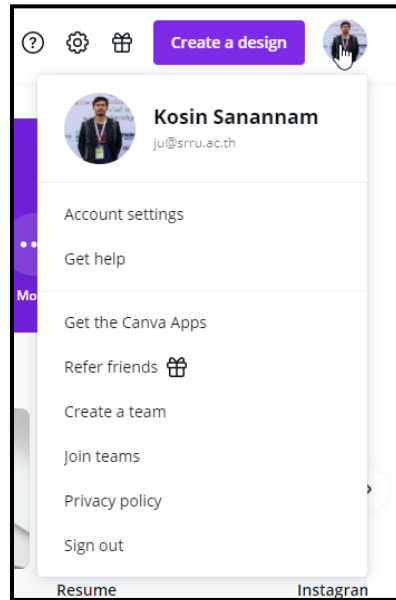 Create a design
Kosin Sanannam
ju@srru.ac.th
Account settings
Get help
Mo
Get the Canva Apps
Refer friends
Create a team
Join teams
Privacy policy
Sign out
Resume
Instagran